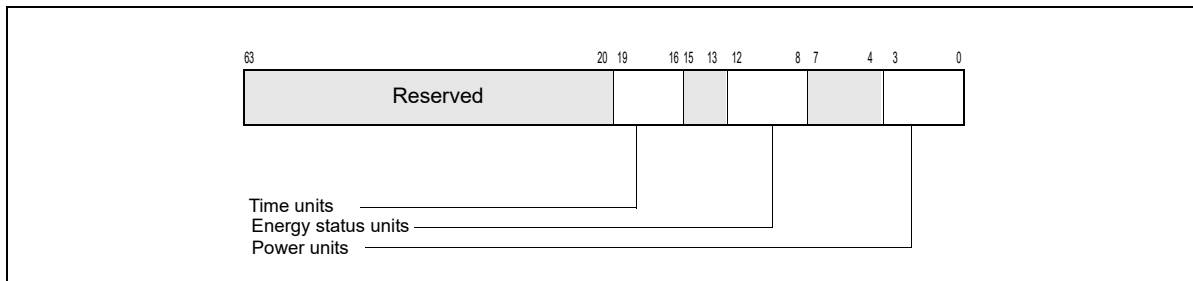 63 20 19 16 15 13 12 8 7 4 3 0
Reserved
Time units
Energy status units
Power units